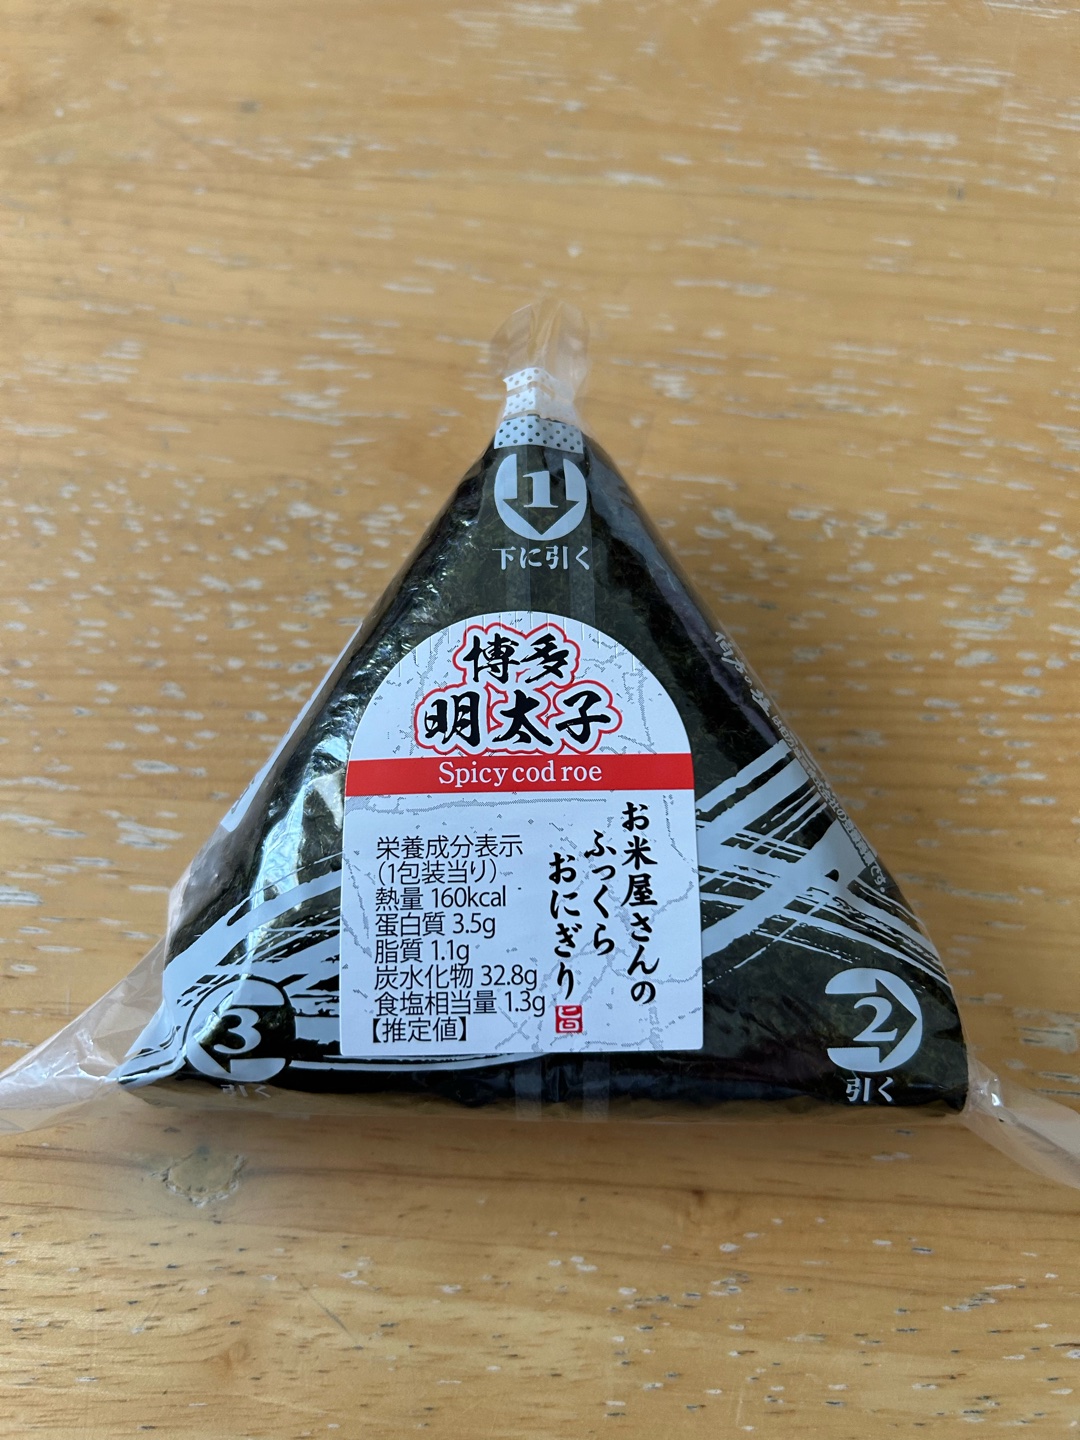 1
下に引く
博多
明太子
Spicy cod roe
お米屋さんの
ふっくら
おにぎり
旨
栄養成分表示
(1包装当り)
熱量 160kcal
蛋白質 3.5g
脂質 1.1g
炭水化物 32.8g
食塩相当量 1.3g
【推定値】
2
引く
3
引く